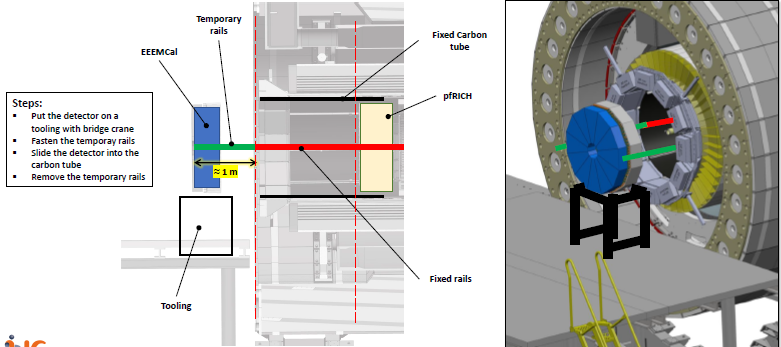 Temporary
rails
EEEMCal
Fixed Carbon
tube
pfRICH
Steps:
▪ Put the detector on a
tooling with bridge crane
▪ Fasten the temporay rails
▪ Slide the detector into the
carbon tube
▪ Remove the temporary rails
≈ 1 m
Fixed rails
Tooling